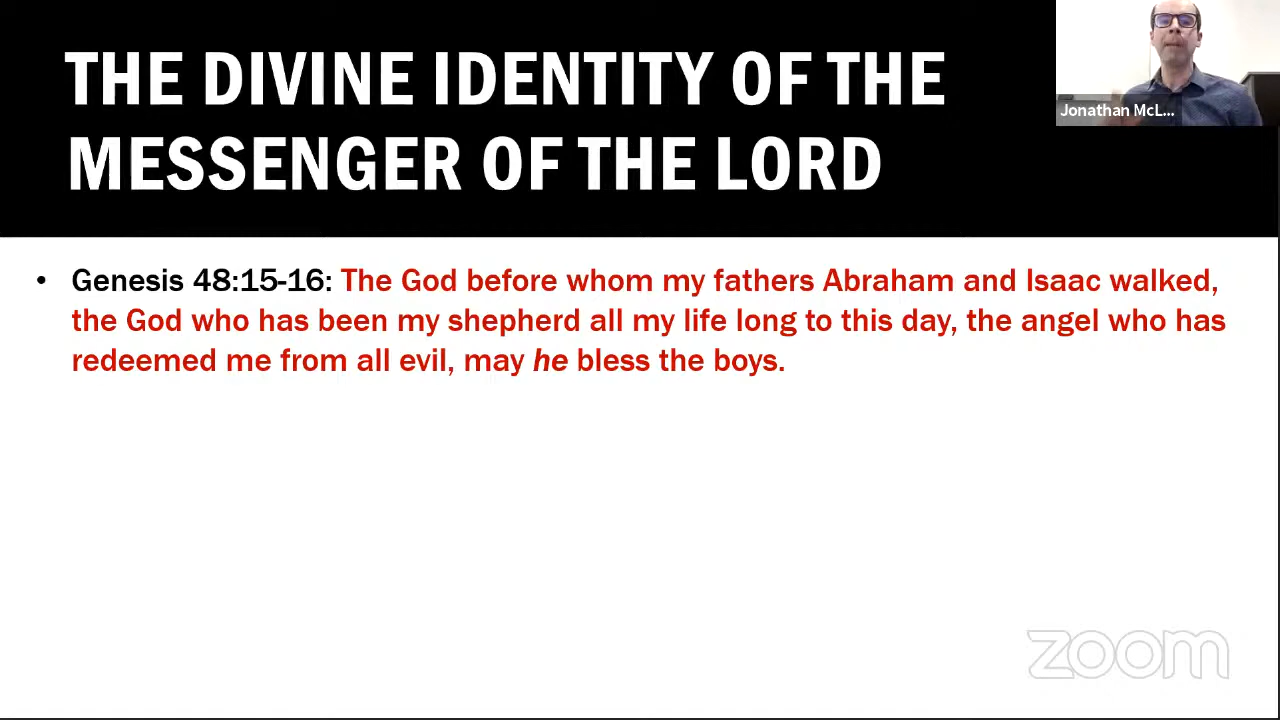 THE DIVINE IDENTITY OF THE
MESSENGER OF THE LORD
Jonathan McL...
• Genesis 48:15-16: The God before whom my fathers Abraham and Isaac walked,
the God who has been my shepherd all my life long to this day, the angel who has
redeemed me from all evil, may he bless the boys.
zoom